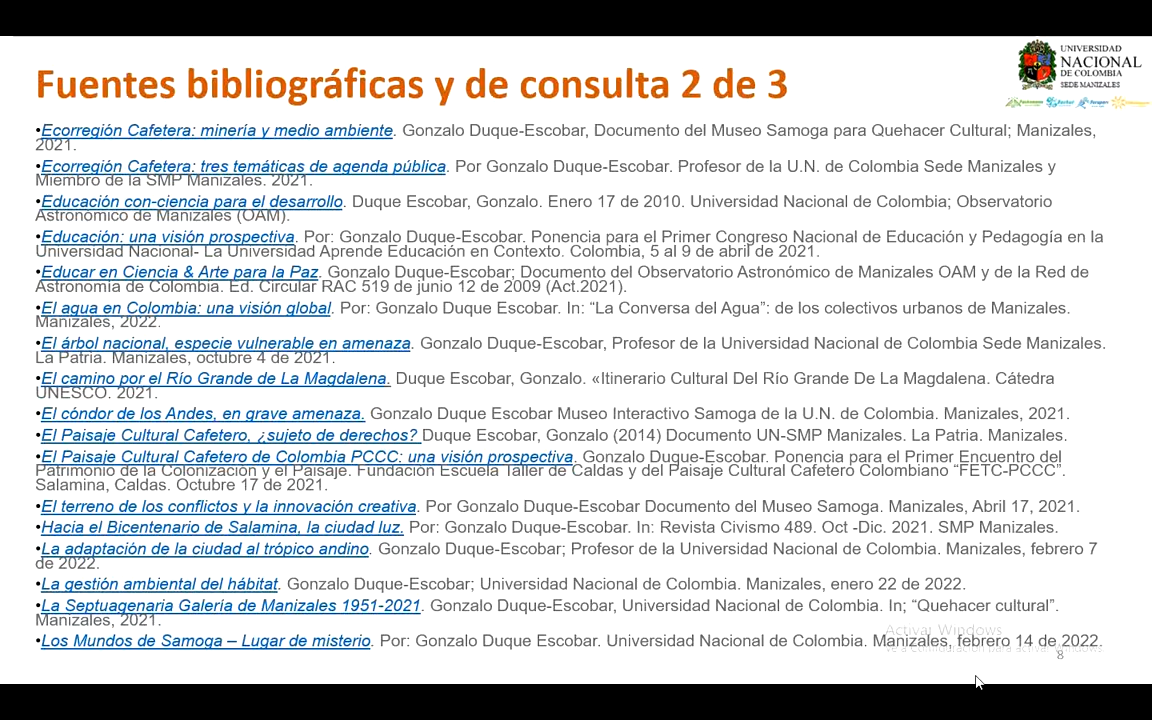 Fuentes bibliográficas y de consulta 2 de 3
UNIVERSIDAD
NACIONAL
DE COLOMBIA
SEDE MANIZALES
•Ecorregión Cafetera: minería y medio ambiente. Gonzalo Duque-Escobar, Documento del Museo Samoga para Quehacer Cultural; Manizales,
2021.
•Ecorregión Cafetera: tres temáticas de agenda pública. Por Gonzalo Duque-Escobar. Profesor de la U.N. de Colombia Sede Manizales y
Miembro de la SMP Manizales. 2021.
•Educación con-ciencia para el desarrollo. Duque Escobar, Gonzalo. Enero 17 de 2010. Universidad Nacional de Colombia; Observatorio
Astronómico de Manizales (OAM).
•Educación: una visión prospectiva. Por: Gonzalo Duque-Escobar. Ponencia para el Primer Congreso Nacional de Educación y Pedagogía en la
Universidad Nacional- La Universidad Aprende Educación en Contexto. Colombia, 5 al 9 de abril de 2021.
•Educar en Ciencia & Arte para la Paz. Gonzalo Duque-Escobar; Documento del Observatorio Astronómico de Manizales OAM y de la Red de
Astronomía de Colombia. Ed. Circular RAC 519 de junio 12 de 2009 (Act.2021).
•El agua en Colombia: una visión global. Por: Gonzalo Duque Escobar. In: “La Conversa del Agua”: de los colectivos urbanos de Manizales.
Manizales, 2022.
•El árbol nacional, especie vulnerable en amenaza. Gonzalo Duque-Escobar, Profesor de la Universidad Nacional de Colombia Sede Manizales.
La Patria. Manizales, octubre 4 de 2021.
•El camino por el Río Grande de La Magdalena. Duque Escobar, Gonzalo. «Itinerario Cultural Del Río Grande De La Magdalena. Cátedra
UNESCO. 2021.
•El cóndor de los Andes, en grave amenaza. Gonzalo Duque Escobar Museo Interactivo Samoga de la U.N. de Colombia. Manizales, 2021.
•El Paisaje Cultural Cafetero, ¿sujeto de derechos? Duque Escobar, Gonzalo (2014) Documento UN-SMP Manizales. La Patria. Manizales.
•El Paisaje Cultural Cafetero de Colombia PCCC: una visión prospectiva. Gonzalo Duque-Escobar. Ponencia para el Primer Encuentro del
Patrimonio de la Colonización y el Paisaje. Fundación Escuela Taller de Caldas y del Paisaje Cultural Cafetero Colombiano “FETC-PCCC”.
Salamina, Caldas. Octubre 17 de 2021.
•El terreno de los conflictos y la innovación creativa. Por Gonzalo Duque-Escobar Documento del Museo Samoga. Manizales, Abril 17, 2021.
•Hacia el Bicentenario de Salamina, la ciudad luz. Por: Gonzalo Duque-Escobar. In: Revista Civismo 489. Oct -Dic. 2021. SMP Manizales.
•La adaptación de la ciudad al trópico andino. Gonzalo Duque-Escobar; Profesor de la Universidad Nacional de Colombia. Manizales, febrero 7
de 2022.
•La gestión ambiental del hábitat. Gonzalo Duque-Escobar; Universidad Nacional de Colombia. Manizales, enero 22 de 2022.
•La Septuagenaria Galería de Manizales 1951-2021. Gonzalo Duque-Escobar, Universidad Nacional de Colombia. In; “Quehacer cultural”.
Manizales, 2021.
•Los Mundos de Samoga – Lugar de misterio. Por: Gonzalo Duque Escobar. Universidad Nacional de Colombia. Manizales, febrero 14 de 2022.
Activar Windows
Ve a Configuración para activar Windows.
8